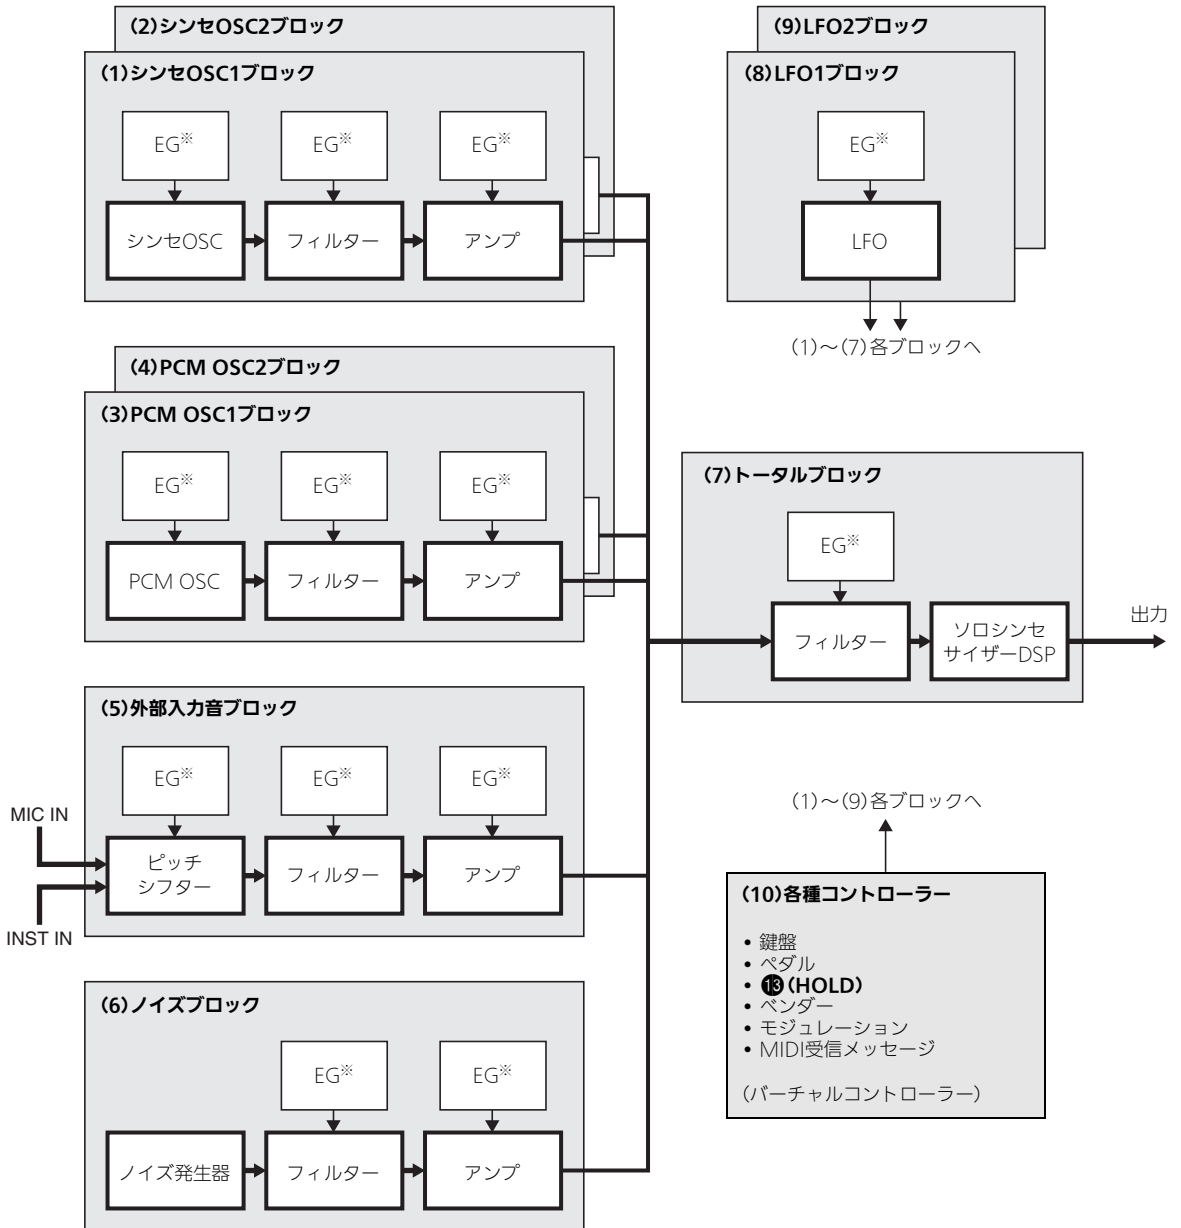 (2)シンセOSC2ブロック
(1)シンセOSC1ブロック
EG※
EG※
EG※
シンセOSC
フィルター
アンプ
(9)LFO2ブロック
(8)LFO1ブロック
EG※
LFO
(1)～(7)各ブロックへ
(4)PCM OSC2ブロック
(3)PCM OSC1ブロック
EG※
EG※
EG※
PCM OSC
フィルター
アンプ
(7)トータルブロック
EG※
フィルター
ソロシンセ
サイザーDSP
出力
(5)外部入力音ブロック
EG※
EG※
EG※
MIC IN
INST IN
ピッチ
シフター
フィルター
アンプ
(6)ノイズブロック
EG※
EG※
ノイズ発生器
フィルター
アンプ
(1)～(9)各ブロックへ
(10)各種コントローラー
• 鍵盤
• ペダル
• ⓭(HOLD)
• ベンダー
• モジュレーション
• MIDI受信メッセージ
(バーチャルコントローラー)